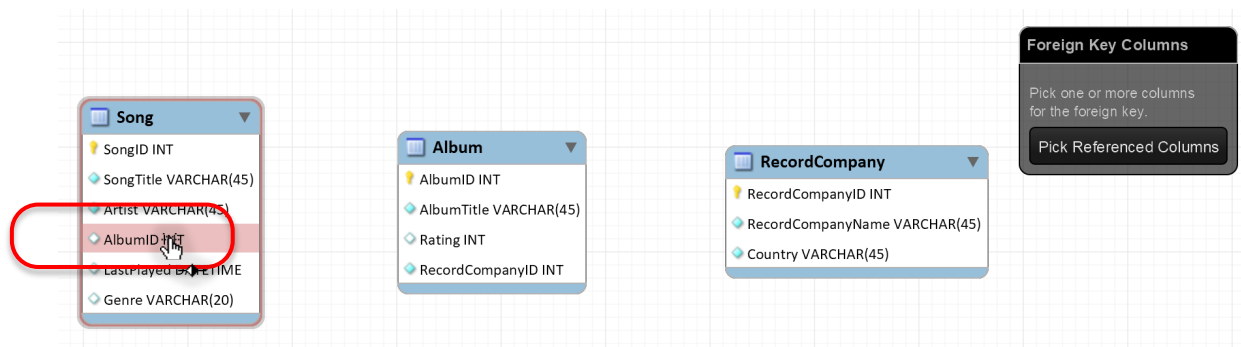 Song
SongID INT
SongTitle VARCHAR(45)
Artist VARCHAR(45)
AlbumID INT
LastPlayed DATETIME
Genre VARCHAR(20)
Album
AlbumID INT
AlbumTitle VARCHAR(45)
Rating INT
RecordCompanyID INT
RecordCompany
RecordCompanyID INT
RecordCompanyName VARCHAR(45)
Country VARCHAR(45)
Foreign Key Columns
Pick one or more columns
for the foreign key.
Pick Referenced Columns